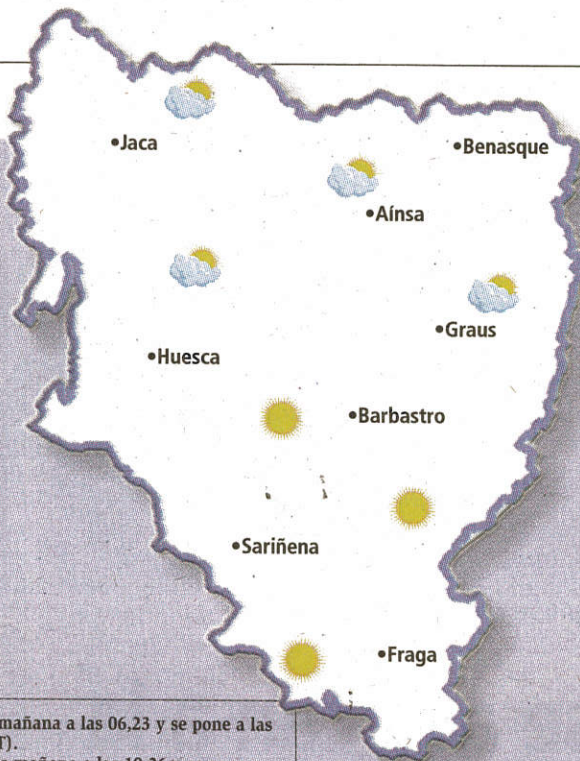 •Jaca
•Benasque
•Aínsa
•Graus
•Huesca
•Barbastro
•Sariñena
•Fraga
mañana a las 06,23 y se pone a las
T).